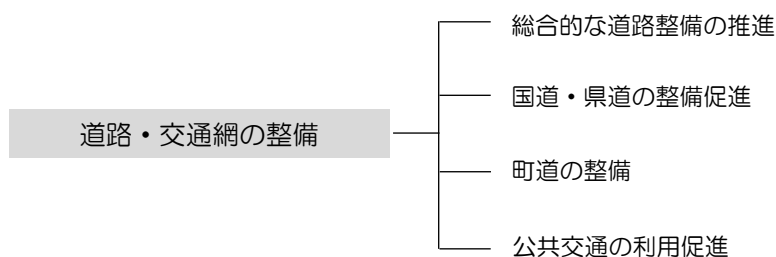 総合的な道路整備の推進
国道・県道の整備促進
道路・交通網の整備
町道の整備
公共交通の利用促進